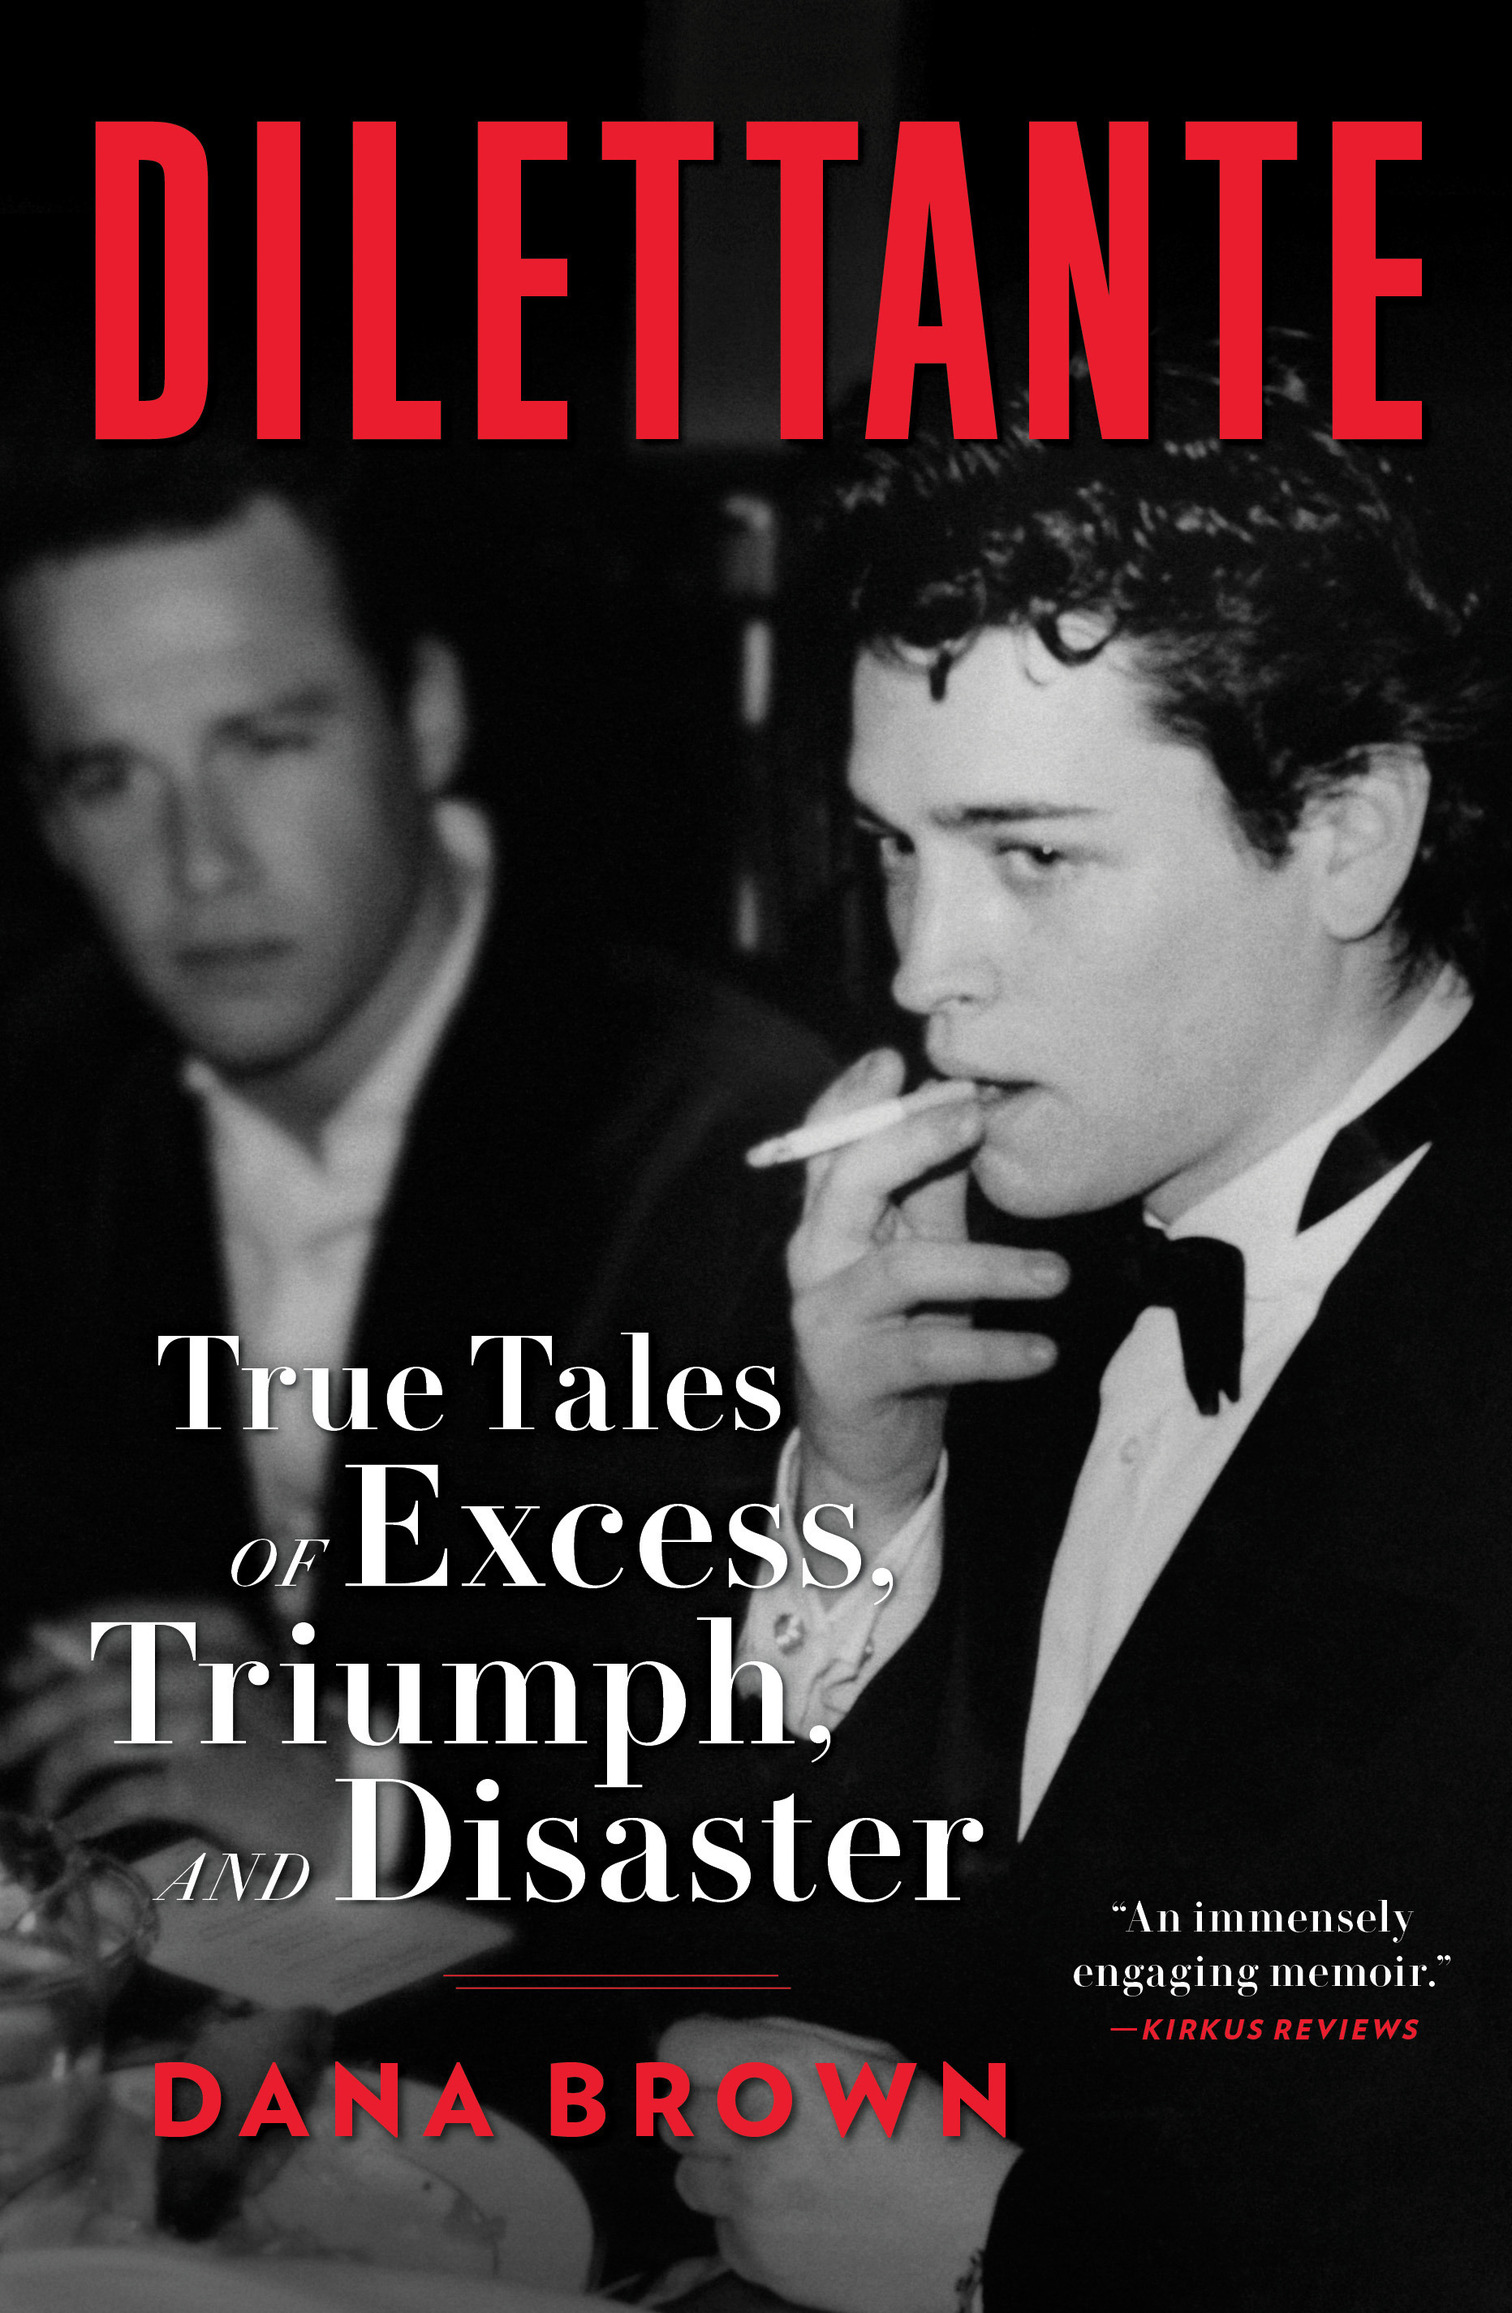 DILETTANTE
True Tales
OF Excess,
Triumph,
AND Disaster
“An immensely
engaging memoir.”
—KIRKUS REVIEWS
DANA BROWN